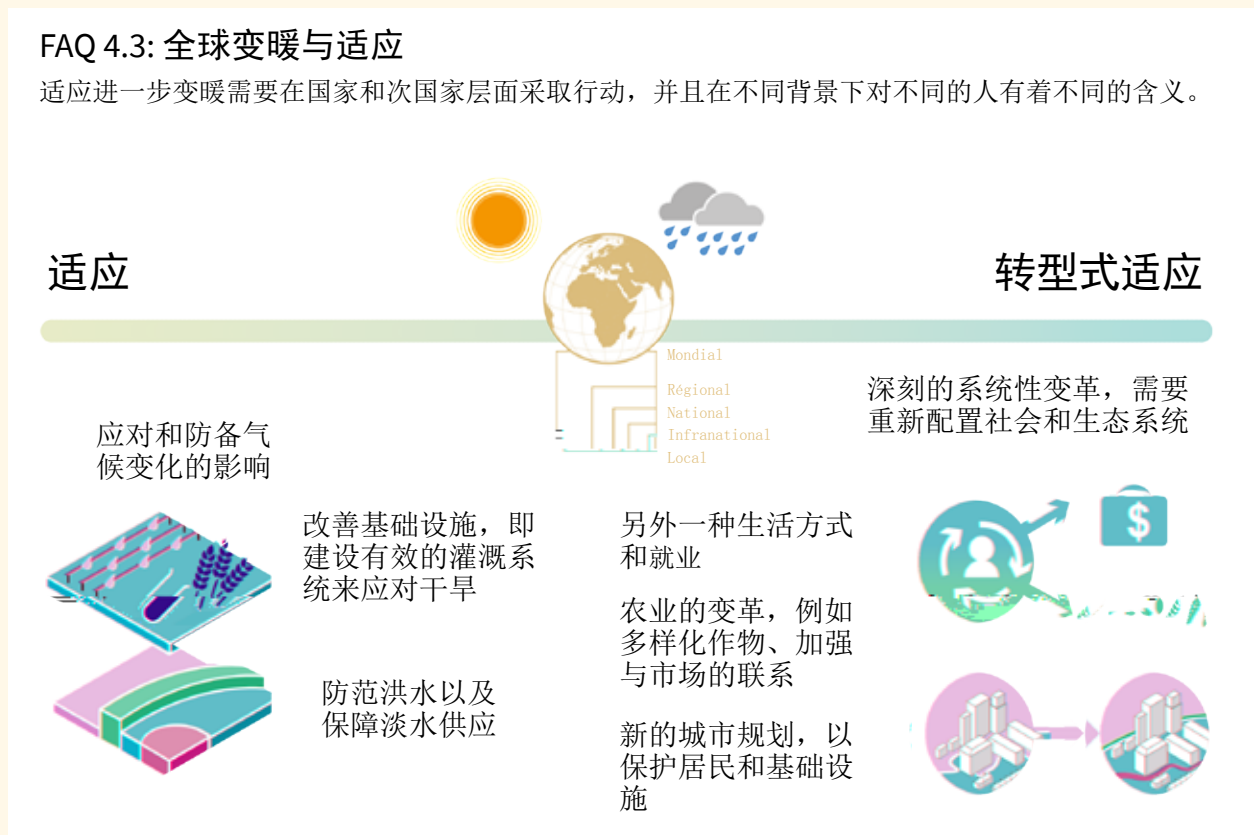 FAQ 4.3: 全球变暖与适应
适应进一步变暖需要在国家和次国家层面采取行动，并且在不同背景下对不同的人有着不同的含义。
适应
转型式适应
Mondial
Régional
National
Infranational
Local
应对和防备气
候变化的影响
改善基础设施，即
建设有效的灌溉系
统来应对干旱
防范洪水以及
保障淡水供应
深刻的系统性变革，需要
重新配置社会和生态系统
另外一种生活方式
和就业
农业的变革，例如
多样化作物、加强
与市场的联系
新的城市规划，以
保护居民和基础设
施
$